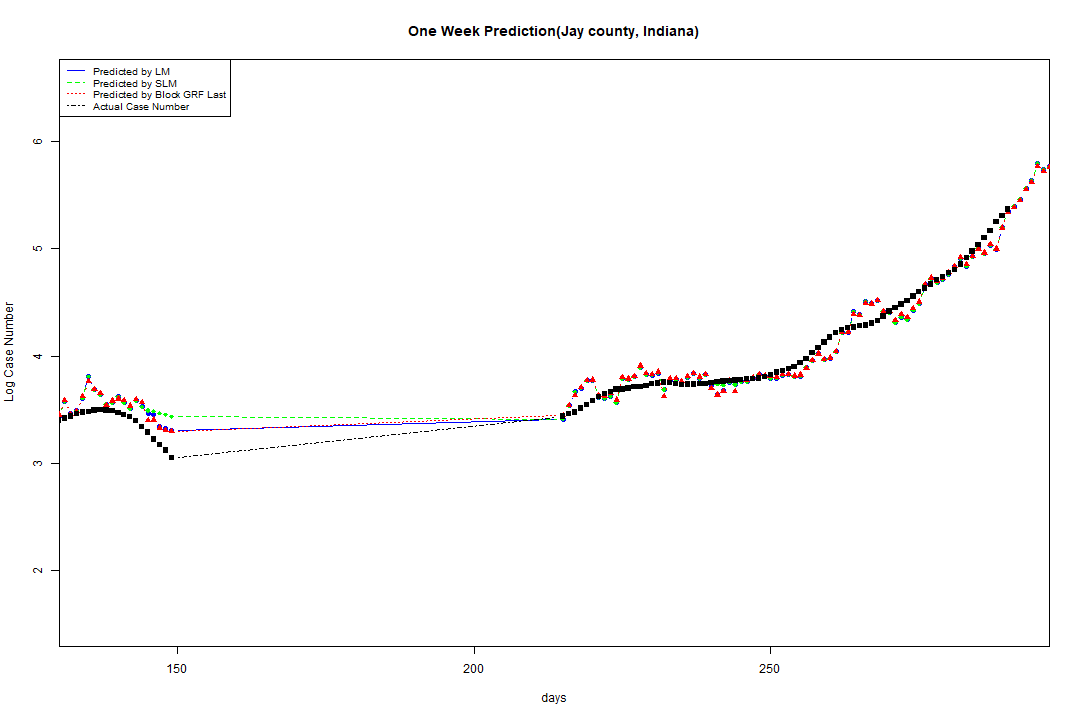 One Week Prediction(Jay county, Indiana)
Predicted by LM
Predicted by SLM
Predicted by Block GRF Last
Actual Case Number
6
5
4
3
2
Log Case Number
150
200
250
days